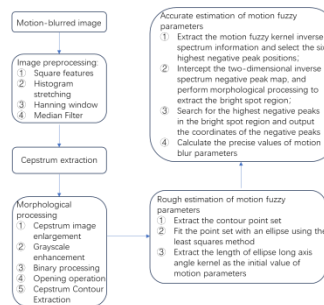 Motion-blurred image
Image preprocessing:
① Square features
② Histogram
stretching
③ Hanning window
④ Median Filter
Cepstrum extraction
Morphological
processing
① Cepstrum image
enlargement
② Grayscale
enhancement
③ Binary processing
④ Opening operation
⑤ Cepstrum Contour
Extraction
Rough estimation of motion fuzzy
parameters
① Extract the contour point set
② Fit the point set with an ellipse using the
least squares method
③ Extract the length of ellipse long axis
angle kernel as the initial value of
motion parameters
Accurate estimation of motion fuzzy
parameters
① Extract the motion fuzzy kernel inverse
spectrum information and select the
highest negative peak positions;
② Intercept the two-dimensional inverse
spectrum negative peak map, and
perform morphological processing to
extract the bright spot region;
③ Search for the highest negative peaks
in the bright spot region and output
the coordinates of the negative peaks
④ Calculate the precise values of motion
blur parameters